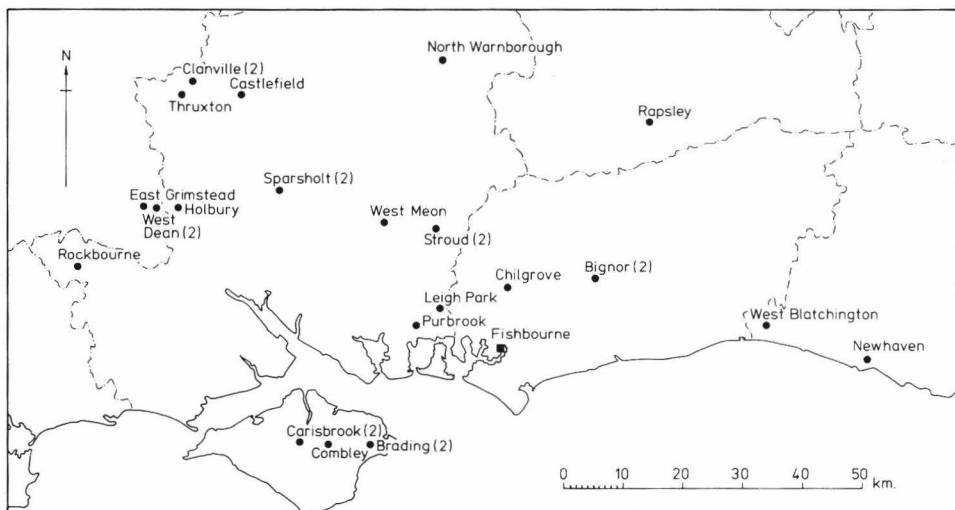 N
North Warnborough
Clanville (2)
Castlefield
Thruxton
Rapsley
Sparsholt (2)
East Grimstead
Holbury
West
Dean (2)
West Meon
Stroud (2)
Rockbourne
Chilgrove
Bignor (2)
Leigh Park
Purbrook
Fishbourne
West Blatchington
Newhaven
Carisbrook (2)
Combley
Brading (2)
0 10 20 30 40 50
km.